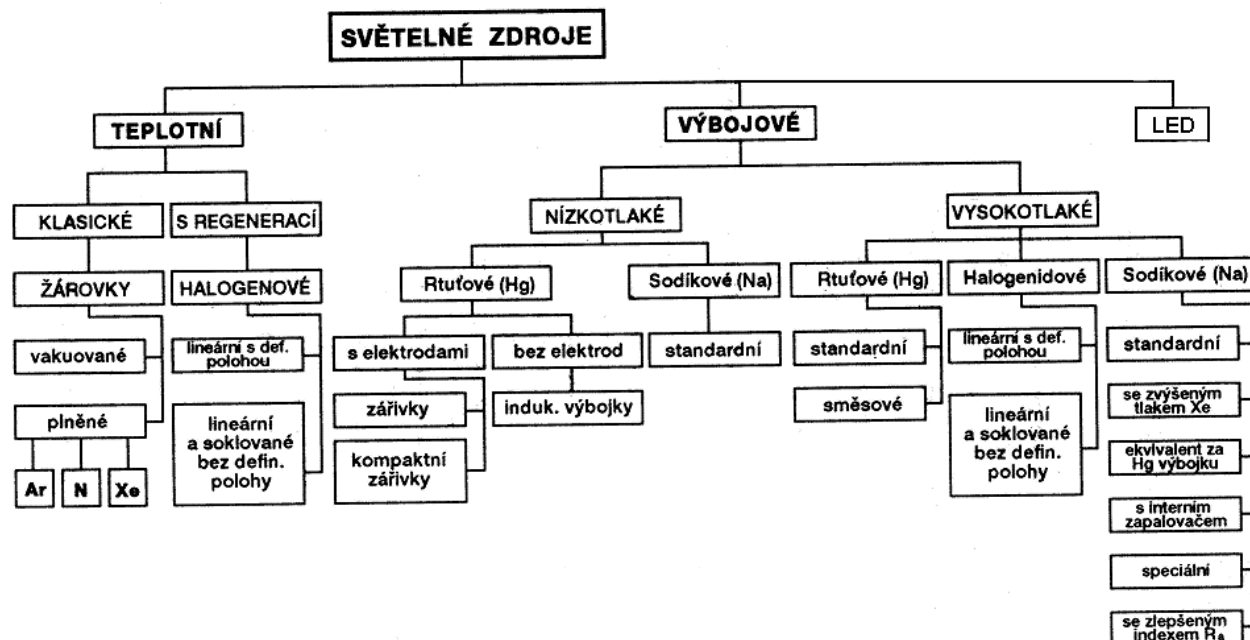 SVĚTELNÉ ZDROJE
TEPLOTNÍ
VÝBOJOVÉ
LED
KLASICKÉ
S REGENERACÍ
NÍZKOTLAKÉ
VYSOKOTLAKÉ
ŽÁROVKY
HALOGENOVÉ
Rtuťové (Hg)
Sodíkové (Na)
Rtuťové (Hg)
Halogenidové
Sodíkové (Na)
vakuované
lineární s def.
polohou
s elektrodami
bez elektrod
standardní
standardní
lineární s def.
polohou
standardní
plněné
lineární
a soklované
bez defin.
polohy
zářivky
induk. výbojky
směsové
lineární
a soklované
bez defin.
polohy
se zvýšeným
tlakem Xe
kompaktní
zářivky
ekvivalent za
Hg výbojku
Ar
N
Xe
s interním
zapalovačem
speciální
se zlepšeným
indexem Ra